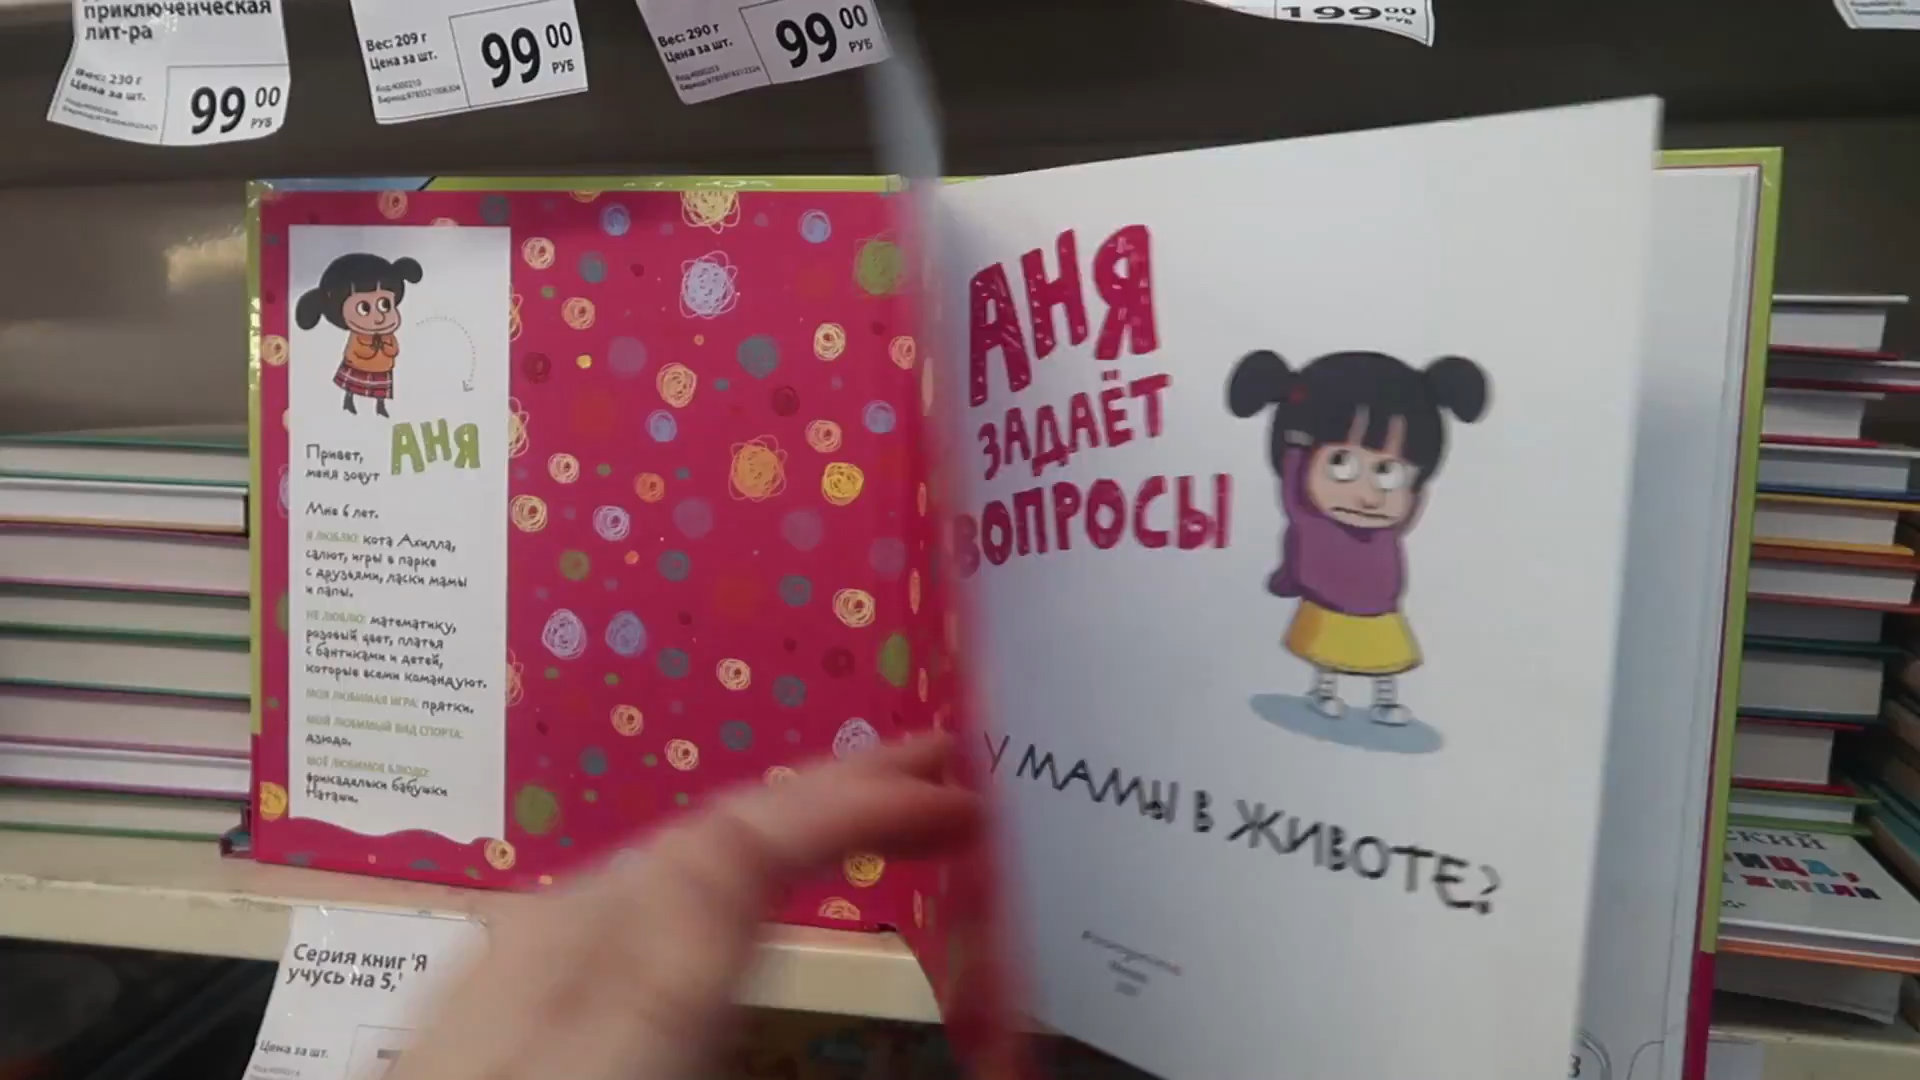 приключенческая
лит-ра
Вес: 230 г
Цена за шт.
99 00
РУБ
Вес: 209 г
Цена за шт.
99 00
РУБ
Вес: 290 г
Цена за шт.
99 00
РУБ
199 00
РУБ
АНЯ
Привет,
меня зовут
Мне 6 лет.
Я ЛЮБЛЮ: кота Ахилла,
салют, игры в парке
с друзьями, ласки мамы
и папы.
НЕ ЛЮБЛЮ: математику,
розовый цвет, платья
с бантиками и детей,
которые всеми командуют.
МОЯ ЛЮБИМАЯ ИГРА: прятки.
МОЙ ЛЮБИМЫЙ ВИД СПОРТА:
дзюдо.
МОЁ ЛЮБИМОЕ БЛЮДО:
фрикадельки бабушки
Наташи.
АНЯ
ЗАДАЁТ
ВОПРОСЫ
У МАМЫ В ЖИВОТЕ?
Серия книг 'Я
учусь на 5,'
Цена за шт.